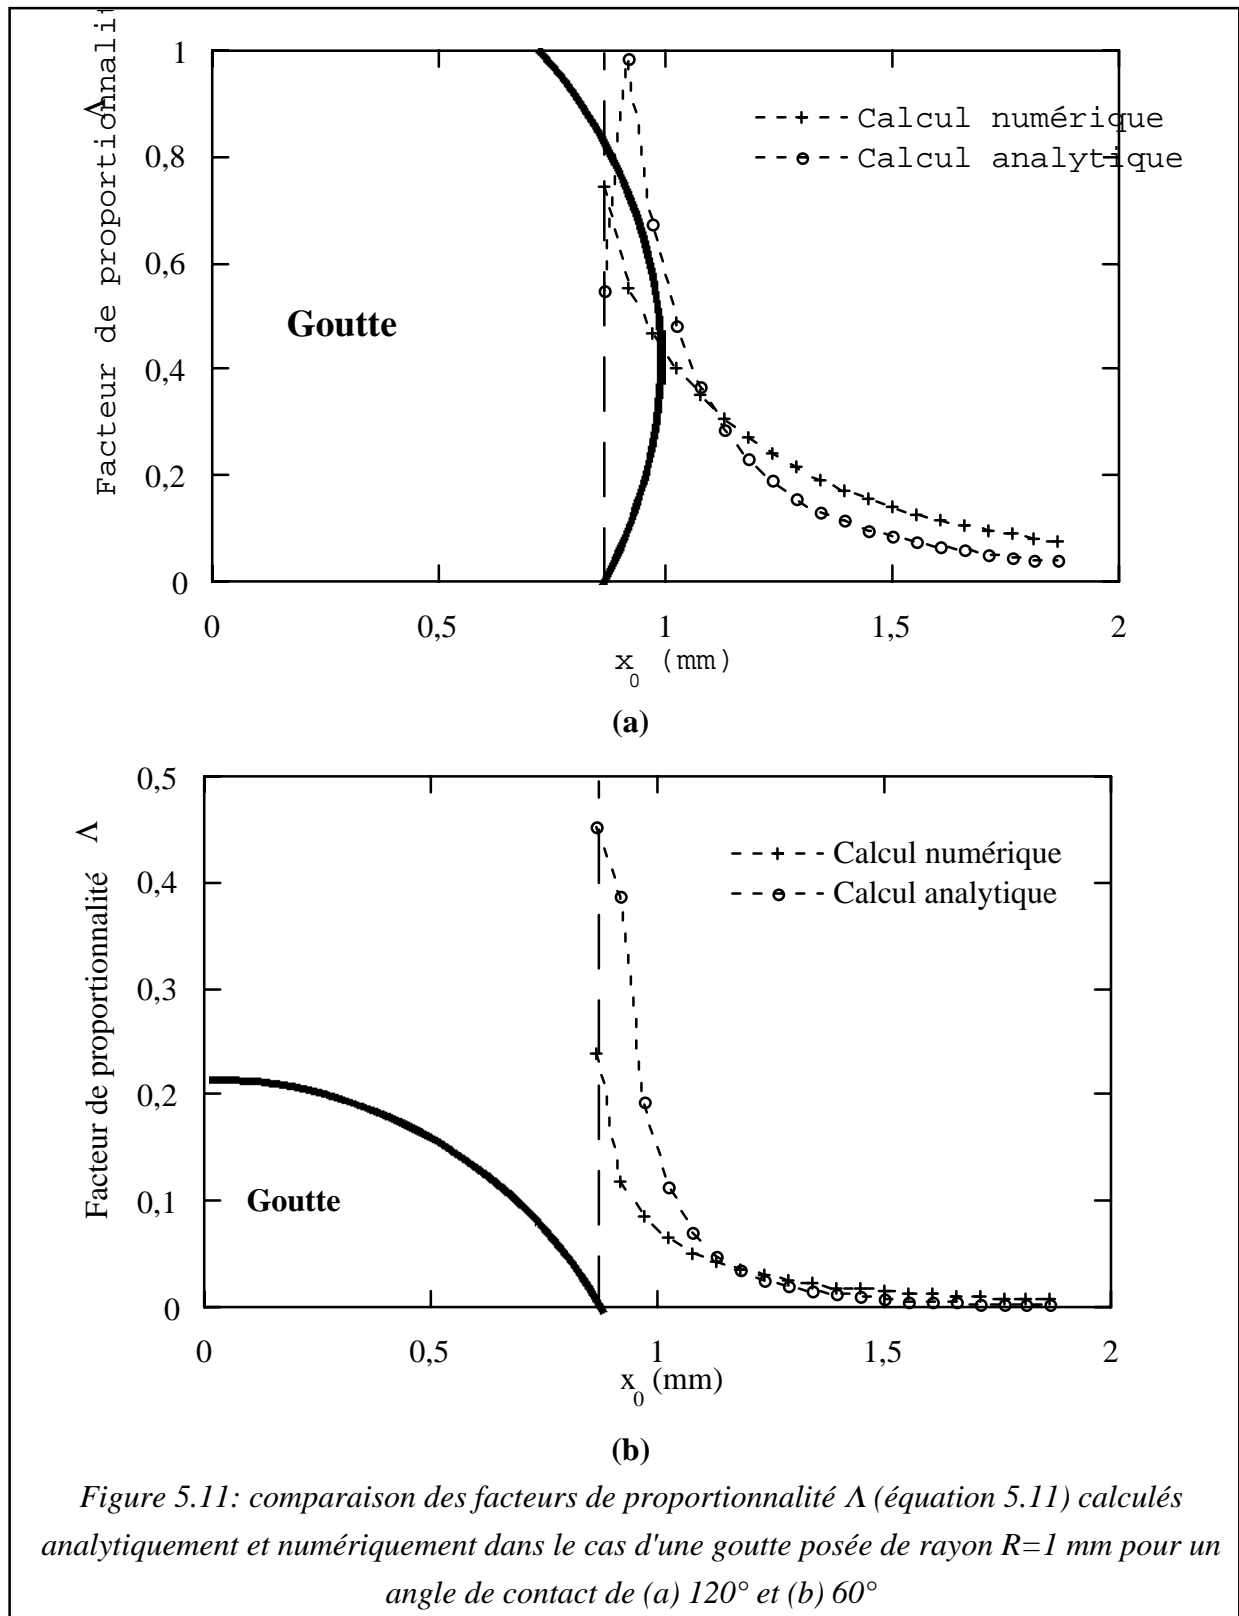 Facteur de proportionnalit
Λ
1
0,8
0,6
0,4
0,2
0
Calcul numérique
Calcul analytique
Goutte
0 0,5 1 1,5 2
x0 (mm)
(a)
Facteur de proportionnalité Λ
0,5
0,4
0,3
0,2
0,1
0
Calcul numérique
Calcul analytique
Goutte
0 0,5 1 1,5 2
x0 (mm)
(b)
Figure 5.11: comparaison des facteurs de proportionnalité Λ (équation 5.11) calculés
analytiquement et numériquement dans le cas d'une goutte posée de rayon R=1 mm pour un
angle de contact de (a) 120° et (b) 60°